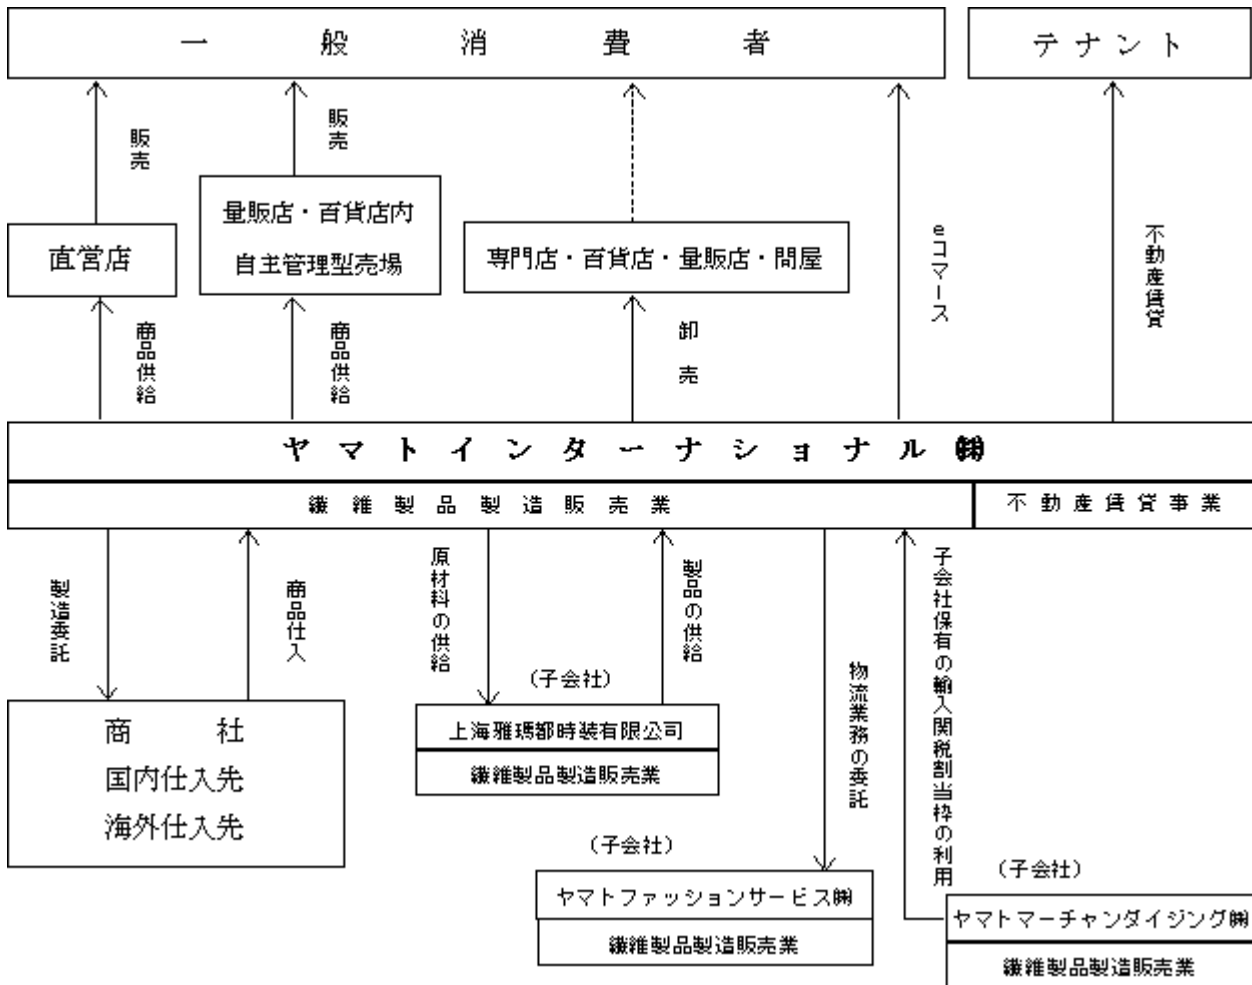 一般消費者
テナント
販売
販売
量販店・百貨店内
自主管理型売場
直営店
専門店・百貨店・量販店・問屋
eコマース
不動産賃貸
商品供給
商品供給
卸売
ヤマトインターナショナル㈱
繊維製品製造販売業
不動産賃貸事業
製造委託
商品仕入
原材料の供給
製品の供給
物流業務の委託
子会社保有の輸入関税割当枠の利用
商社
国内仕入先
海外仕入先
(子会社)
上海雅瑪都時装有限公司
繊維製品製造販売業
(子会社)
ヤマトファッションサービス㈱
繊維製品製造販売業
(子会社)
ヤマトマーチャンダイジング㈱
繊維製品製造販売業